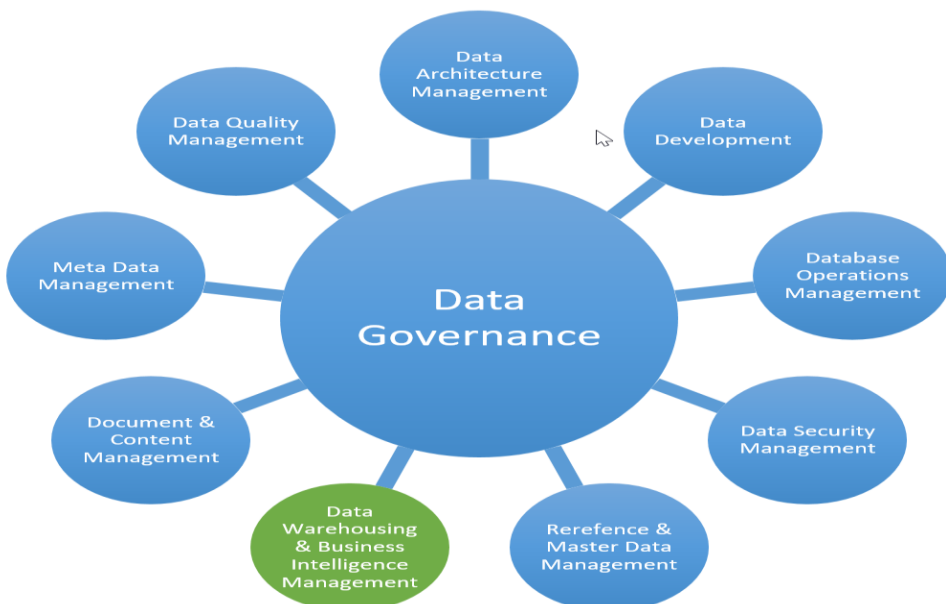 Data
Architecture
Management
Data
Development
Database
Operations
Management
Data Security
Management
Rerefence &
Master Data
Management
Data
Warehousing
& Business
Intelligence
Management
Document &
Content
Management
Meta Data
Management
Data Quality
Management
Data
Governance